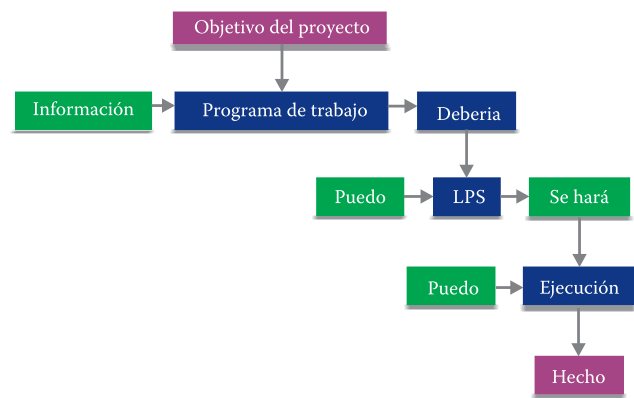 Objetivo del proyecto
Información
Programa de trabajo
Deberia
Puedo
LPS
Se hará
Puedo
Ejecución
Hecho